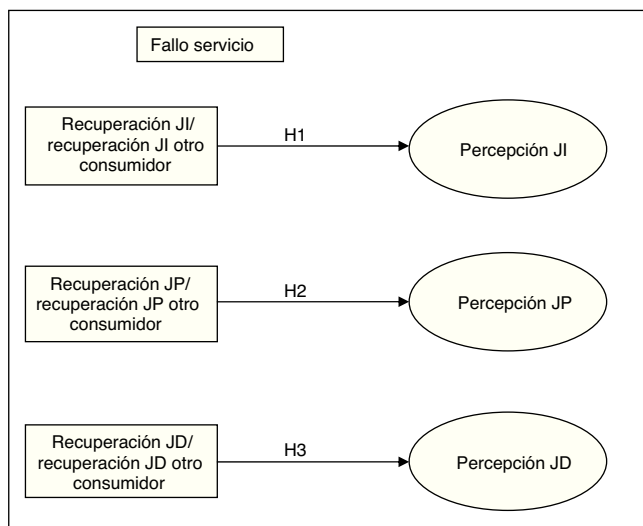 Fallo servicio
Recuperación JI/
recuperación JI otro
consumidor
H1
Percepción JI
Recuperación JP/
recuperación JP otro
consumidor
H2
Percepción JP
Recuperación JD/
recuperación JD otro
consumidor
H3
Percepción JD